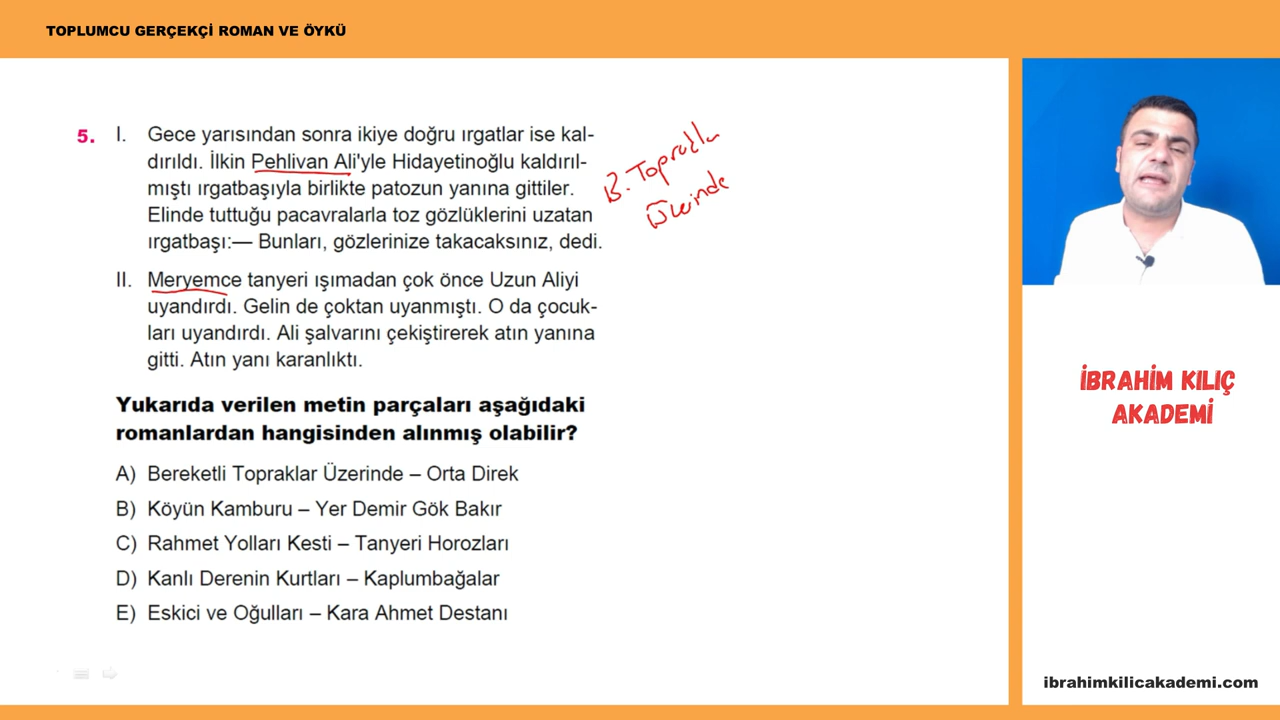 TOPLUMCU GERÇEKÇİ ROMAN VE ÖYKÜ
5. I. Gece yarısından sonra ikiye doğru ırgatlar ise kal-
dırıldı. İlkin Pehlivan Ali'yle Hidayetinoğlu kaldırıl-
mıştı ırgatbaşıyla birlikte patozun yanına gittiler.
Elinde tuttuğu pacavralarla toz gözlüklerini uzatan
ırgatbaşı:— Bunları, gözlerinize takacaksınız, dedi.
B. Topraklar
Üzerinde
II. Meryemce tanyeri ışımadan çok önce Uzun Aliyi
uyandırdı. Gelin de çoktan uyanmıştı. O da çocuk-
ları uyandırdı. Ali şalvarını çekiştirerek atın yanına
gitti. Atın yanı karanlıktı.
Yukarıda verilen metin parçaları aşağıdaki
romanlardan hangisinden alınmış olabilir?
A) Bereketli Topraklar Üzerinde – Orta Direk
B) Köyün Kamburu – Yer Demir Gök Bakır
C) Rahmet Yolları Kesti – Tanyeri Horozları
D) Kanlı Derenin Kurtları – Kaplumbağalar
E) Eskici ve Oğulları – Kara Ahmet Destanı
İBRAHİM KILIÇ
AKADEMİ
ibrahimkilicakademi.com